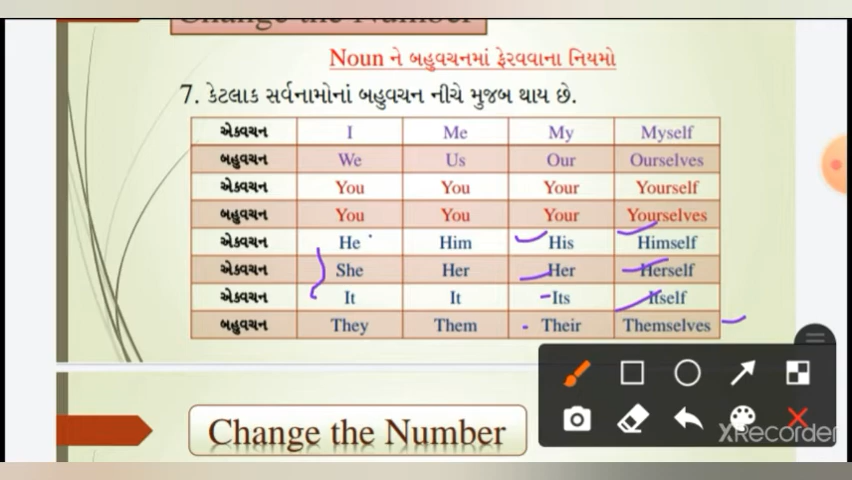 Change the Number
Noun ને બહુવચનમાં ફેરવવાના નિયમો
7. કેટલાક સર્વનામોનાં બહુવચન નીચે મુજબ થાય છે.
એકવચન I Me My Myself
બહુવચન We Us Our Ourselves
એકવચન You You Your Yourself
બહુવચન You You Your Yourselves
એકવચન He Him His Himself
એકવચન She Her Her Herself
એકવચન It It Its Itself
બહુવચન They Them Their Themselves
Change the Number
XRecorder